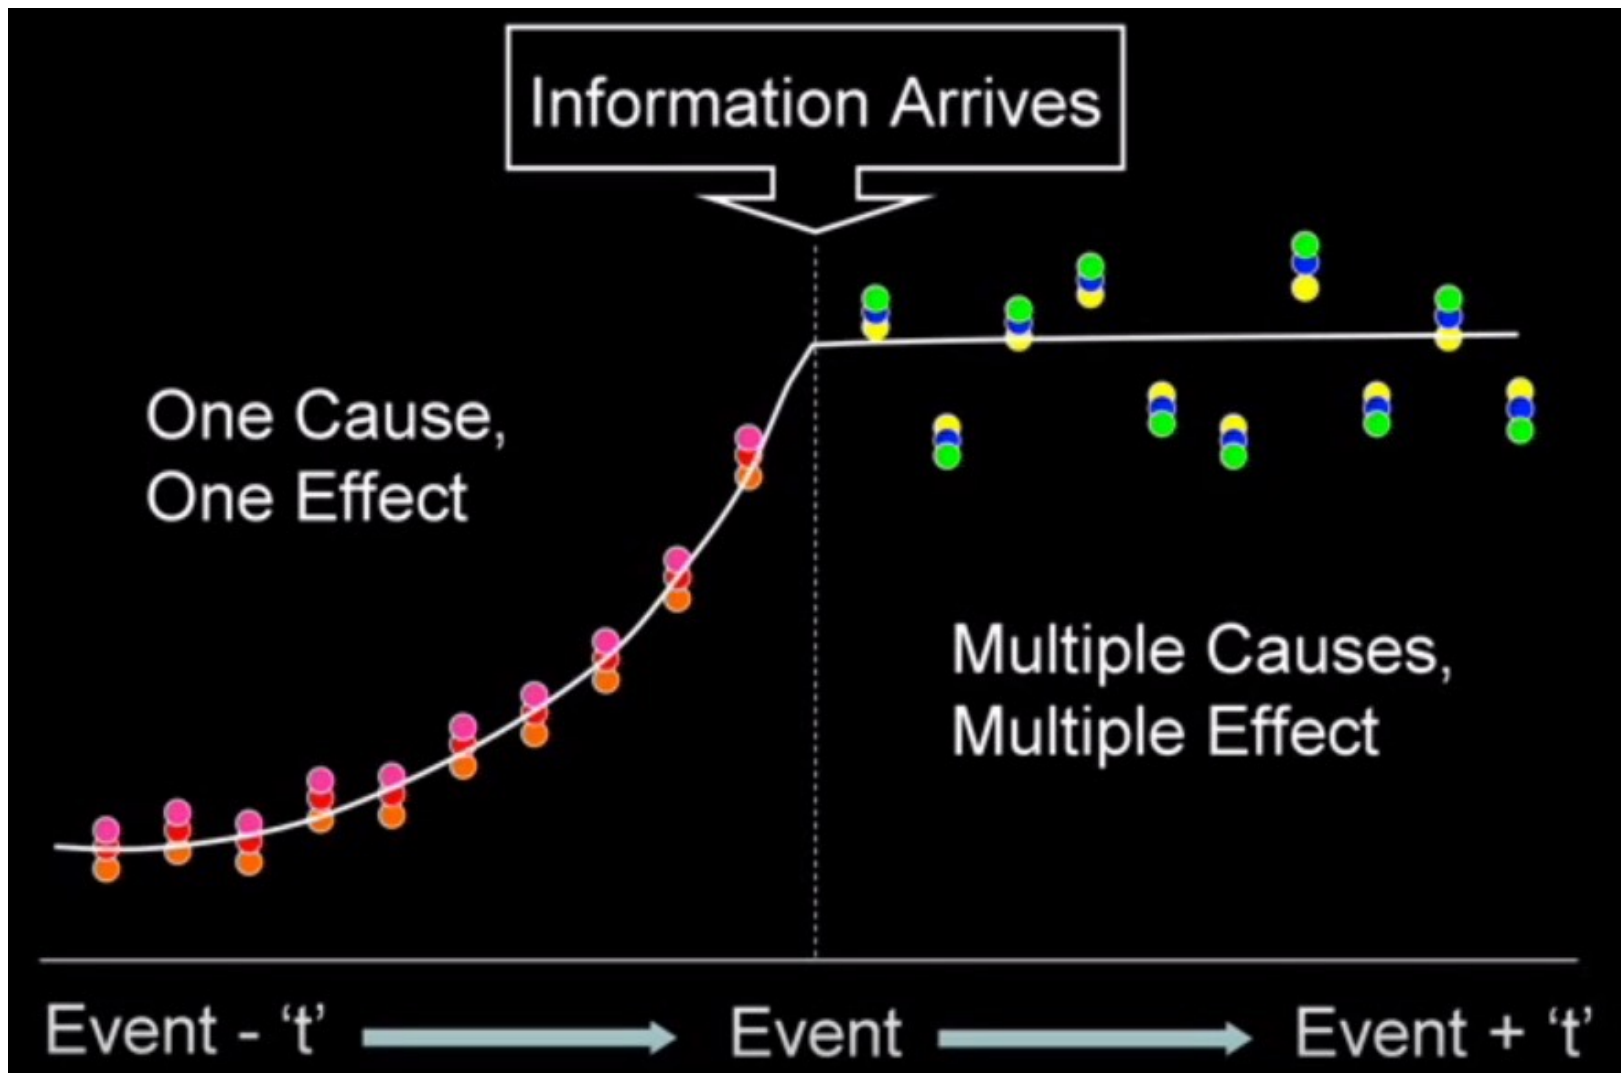 Information Arrives
One Cause,
One Effect
Multiple Causes,
Multiple Effect
Event - ‘t’
Event
Event + ‘t’